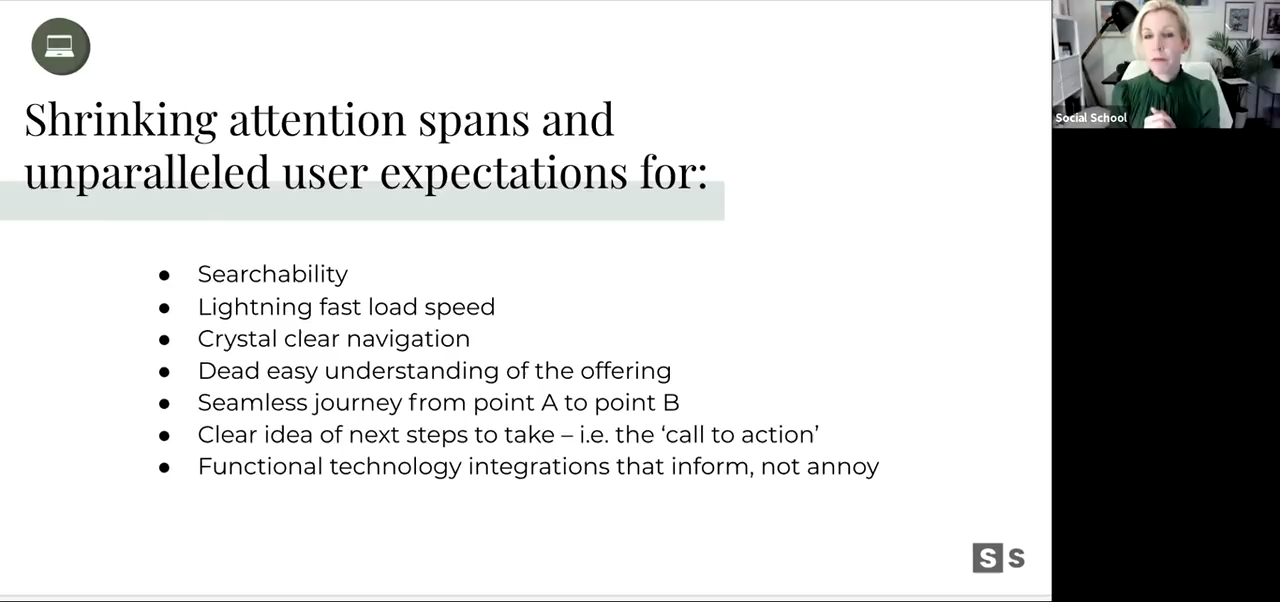 Shrinking attention spans and
unparalleled user expectations for:
● Searchability
● Lightning fast load speed
● Crystal clear navigation
● Dead easy understanding of the offering
● Seamless journey from point A to point B
● Clear idea of next steps to take – i.e. the ‘call to action’
● Functional technology integrations that inform, not annoy
Social School
S S